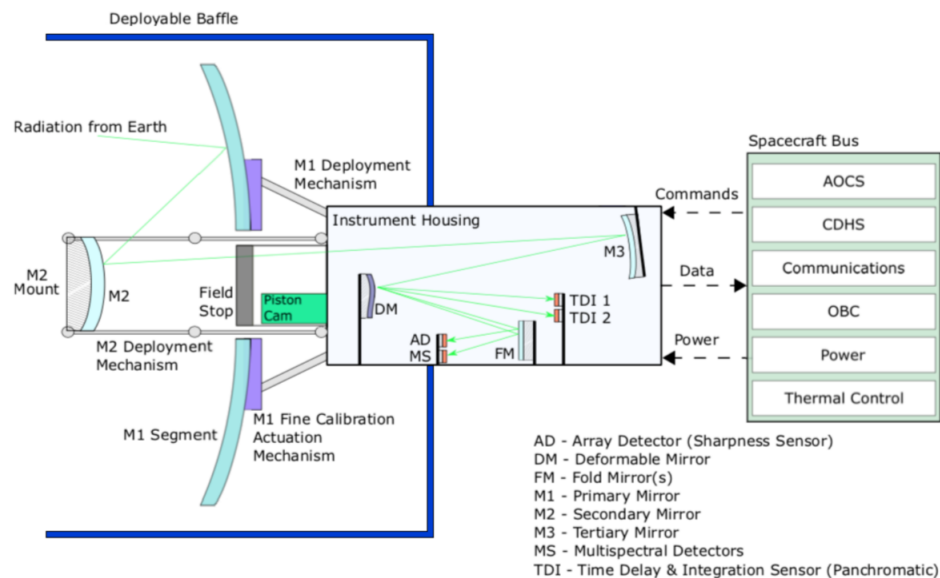 Deployable Baffle
Radiation from Earth
M1 Deployment
Mechanism
Spacecraft Bus
AOCS
CDHS
Communications
OBC
Power
Thermal Control
Commands
Data
Power
Instrument Housing
M3
M2
Mount
M2
Field
Stop
Piston
Cam
DM
TDI 1
TDI 2
AD
MS
FM
M2 Deployment
Mechanism
M1 Segment
M1 Fine Calibration
Actuation
Mechanism
AD - Array Detector (Sharpness Sensor)
DM - Deformable Mirror
FM - Fold Mirror(s)
M1 - Primary Mirror
M2 - Secondary Mirror
M3 - Tertiary Mirror
MS - Multispectral Detectors
TDI - Time Delay & Integration Sensor (Panchromatic)